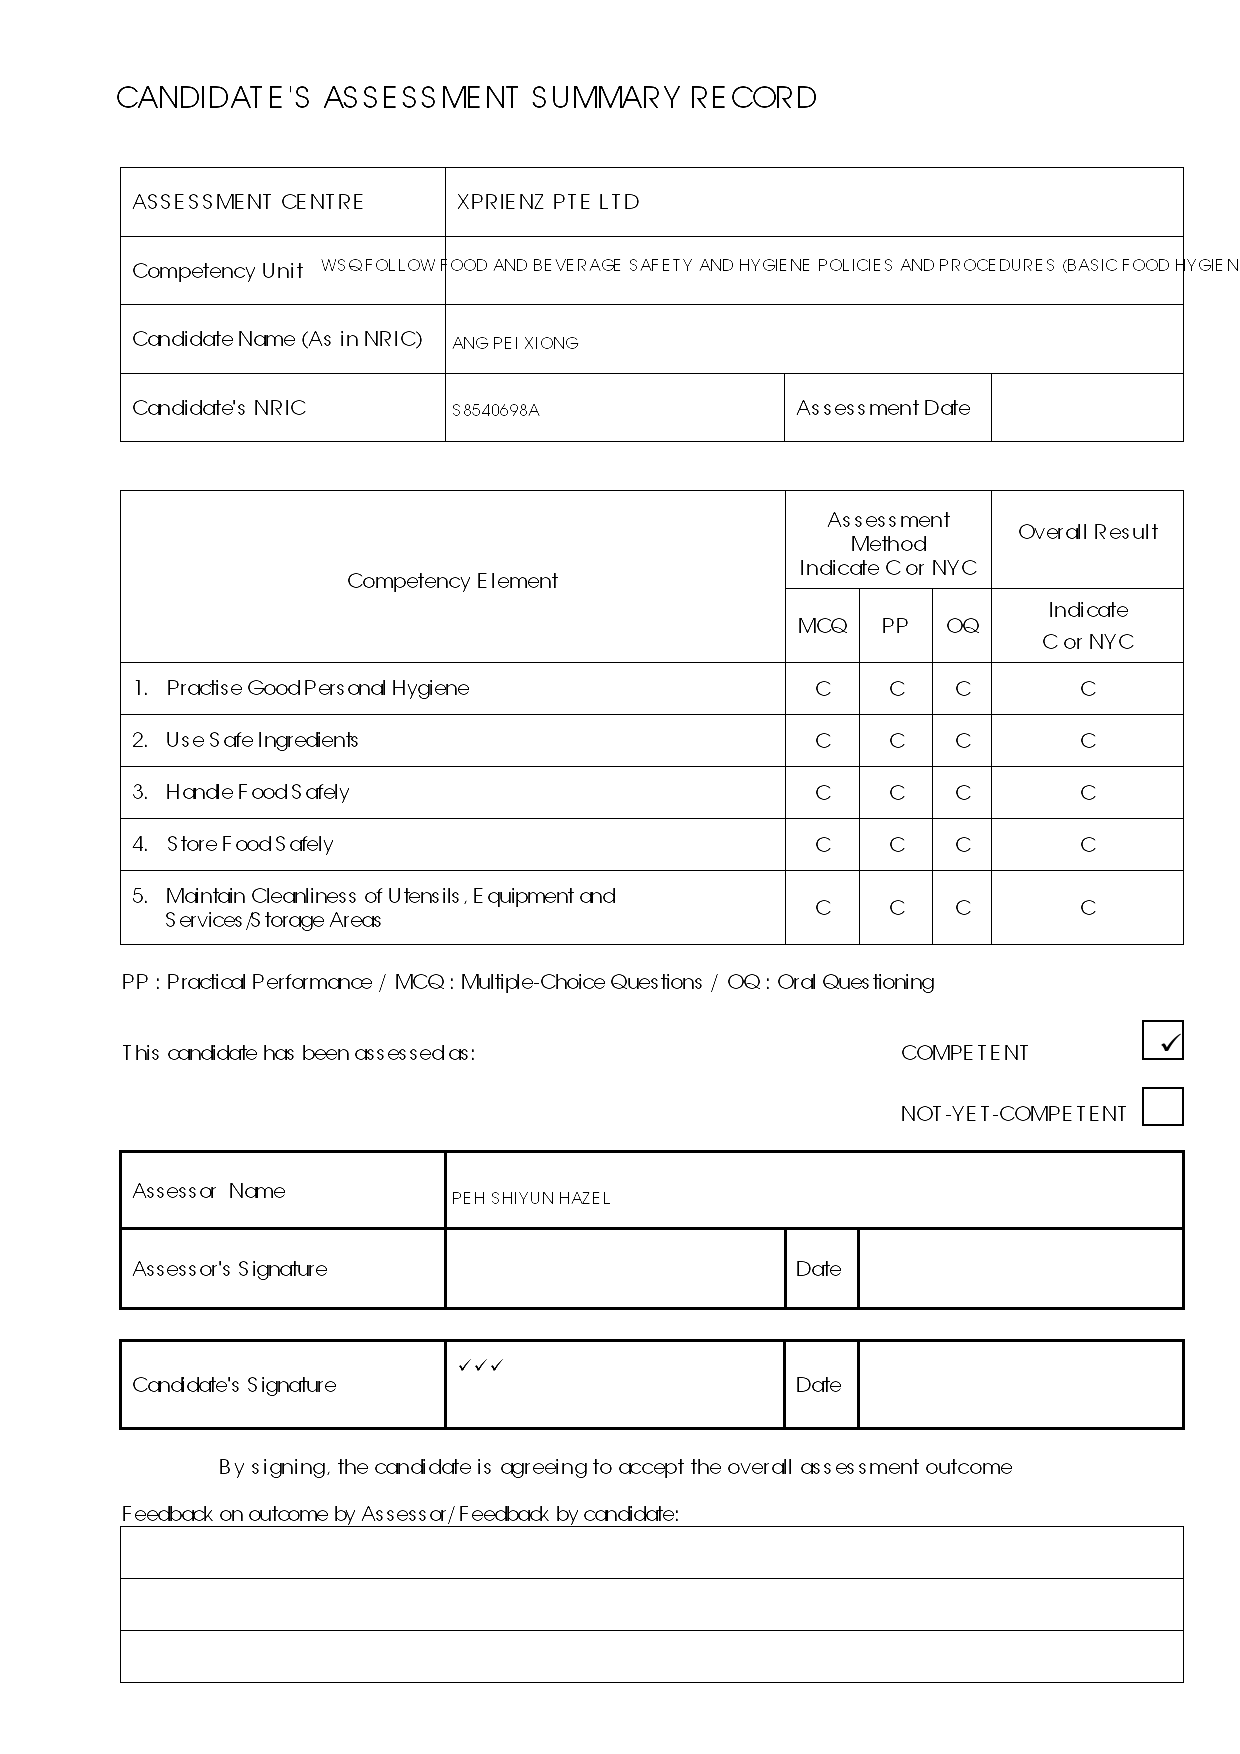 CANDIDATE'S ASSESSMENT SUMMARY RECORD
ASSESSMENT CENTRE XPRIENZ PTE LTD
Competency Unit WSQ FOLLOW FOOD AND BEVERAGE SAFETY AND HYGIENE POLICIES AND PROCEDURES (BASIC FOOD HYGIEN
Candidate Name (As in NRIC) ANG PEI XIONG
Candidate's NRIC S8540698A Assessment Date
Competency Element
Assessment
Method
Indicate C or NYC
Overall Result
MCQ PP OQ
Indicate
C or NYC
1. Practise Good Personal Hygiene C C C C
2. Use Safe Ingredients C C C C
3. Handle Food Safely C C C C
4. Store Food Safely C C C C
5. Maintain Cleanliness of Utensils, Equipment and
Services/Storage Areas C C C C
PP : Practical Performance / MCQ : Multiple-Choice Questions / OQ : Oral Questioning
This candidate has been assessed as: COMPETENT ✓
NOT-YET-COMPETENT
Assessor Name PEH SHIYUN HAZEL
Assessor's Signature Date
Candidate's Signature ✓✓✓ Date
By signing, the candidate is agreeing to accept the overall assessment outcome
Feedback on outcome by Assessor/ Feedback by candidate: